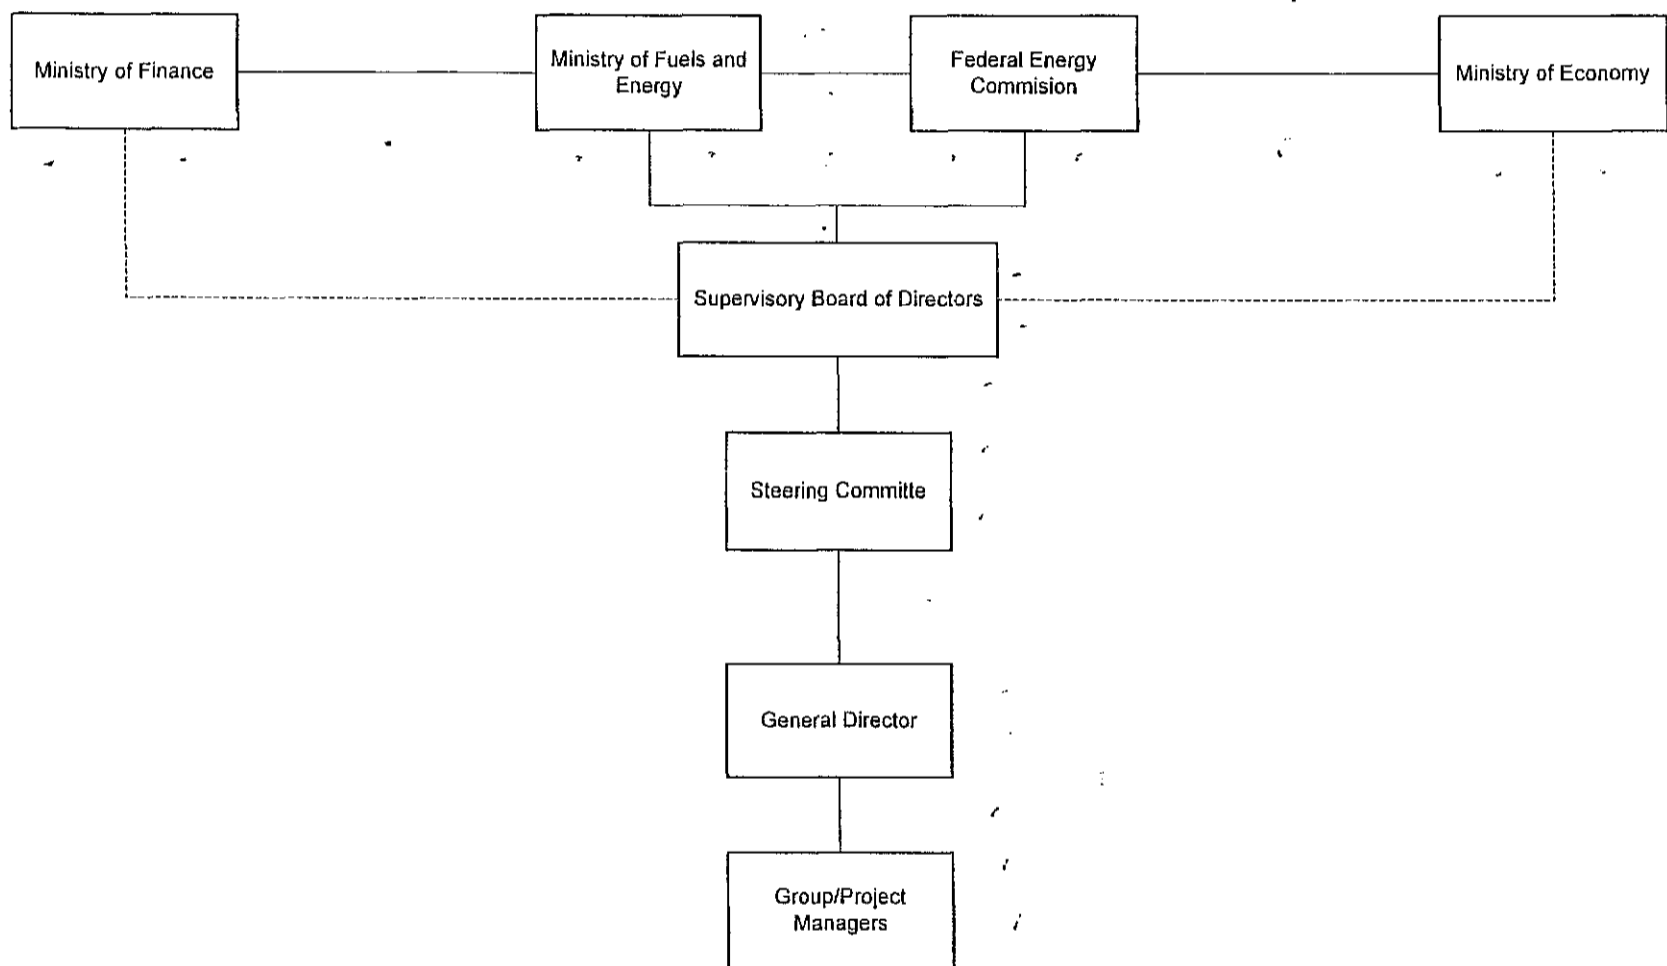 Ministry of Finance
Ministry of Fuels and
Energy
Federal Energy
Commision
Ministry of Economy
Supervisory Board of Directors
Steering Committe
General Director
Group/Project
Managers